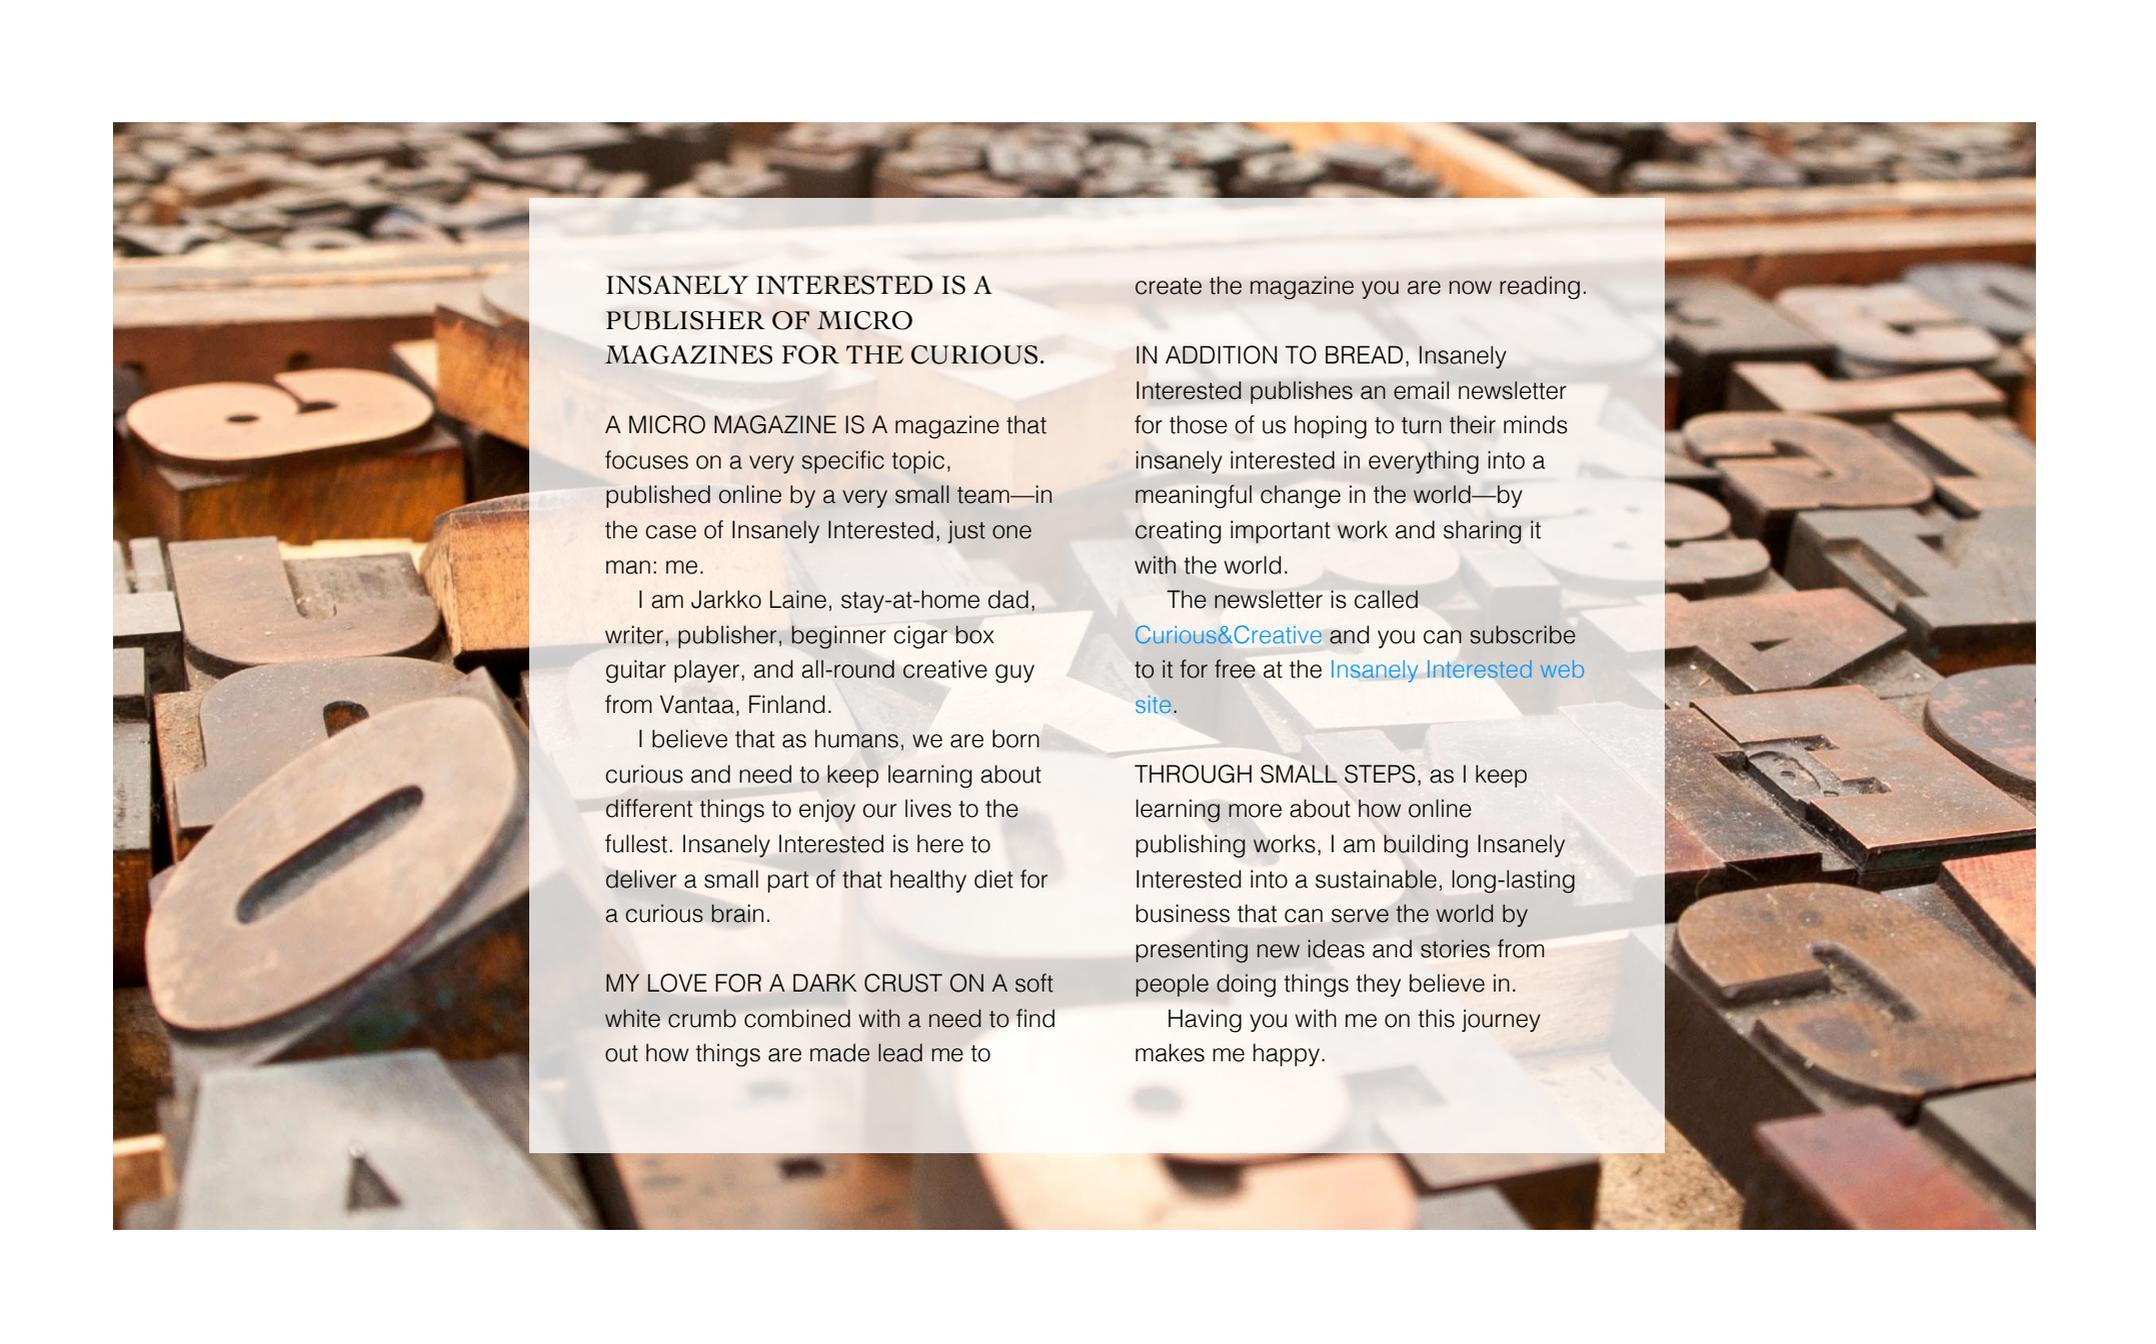 INSANELY INTERESTED IS A
PUBLISHER OF MICRO
MAGAZINES FOR THE CURIOUS.
A MICRO MAGAZINE IS A magazine that
focuses on a very specific topic,
published online by a very small team—in
the case of Insanely Interested, just one
man: me.
I am Jarkko Laine, stay-at-home dad,
writer, publisher, beginner cigar box
guitar player, and all-round creative guy
from Vantaa, Finland.
I believe that as humans, we are born
curious and need to keep learning about
different things to enjoy our lives to the
fullest. Insanely Interested is here to
deliver a small part of that healthy diet for
a curious brain.
MY LOVE FOR A DARK CRUST ON A soft
white crumb combined with a need to find
out how things are made lead me to
create the magazine you are now reading.
IN ADDITION TO BREAD, Insanely
Interested publishes an email newsletter
for those of us hoping to turn their minds
insanely interested in everything into a
meaningful change in the world—by
creating important work and sharing it
with the world.
The newsletter is called
Curious&Creative and you can subscribe
to it for free at the Insanely Interested web
site.
THROUGH SMALL STEPS, as I keep
learning more about how online
publishing works, I am building Insanely
Interested into a sustainable, long-lasting
business that can serve the world by
presenting new ideas and stories from
people doing things they believe in.
Having you with me on this journey
makes me happy.